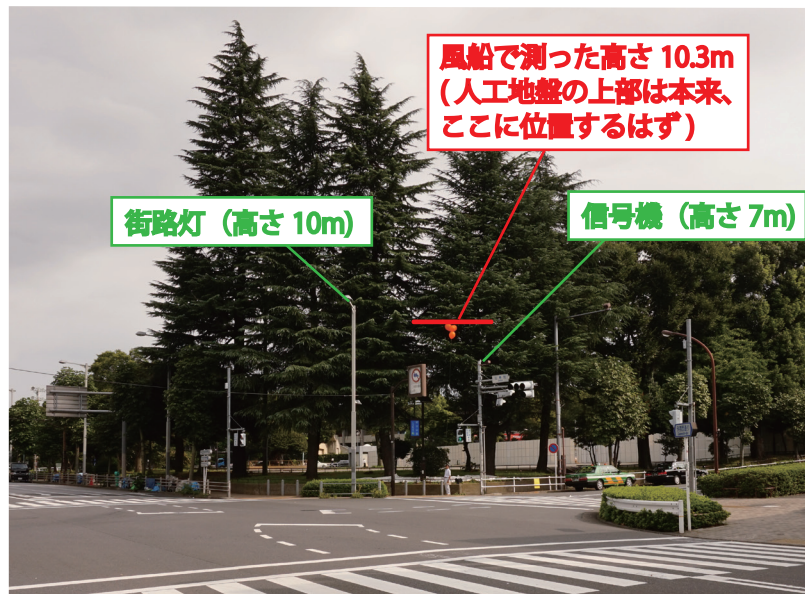 風船で測った高さ 10.3m
( 人工地盤の上部は本来、
ここに位置するはず )
街路灯（高さ 10m)
信号機（高さ 7m)